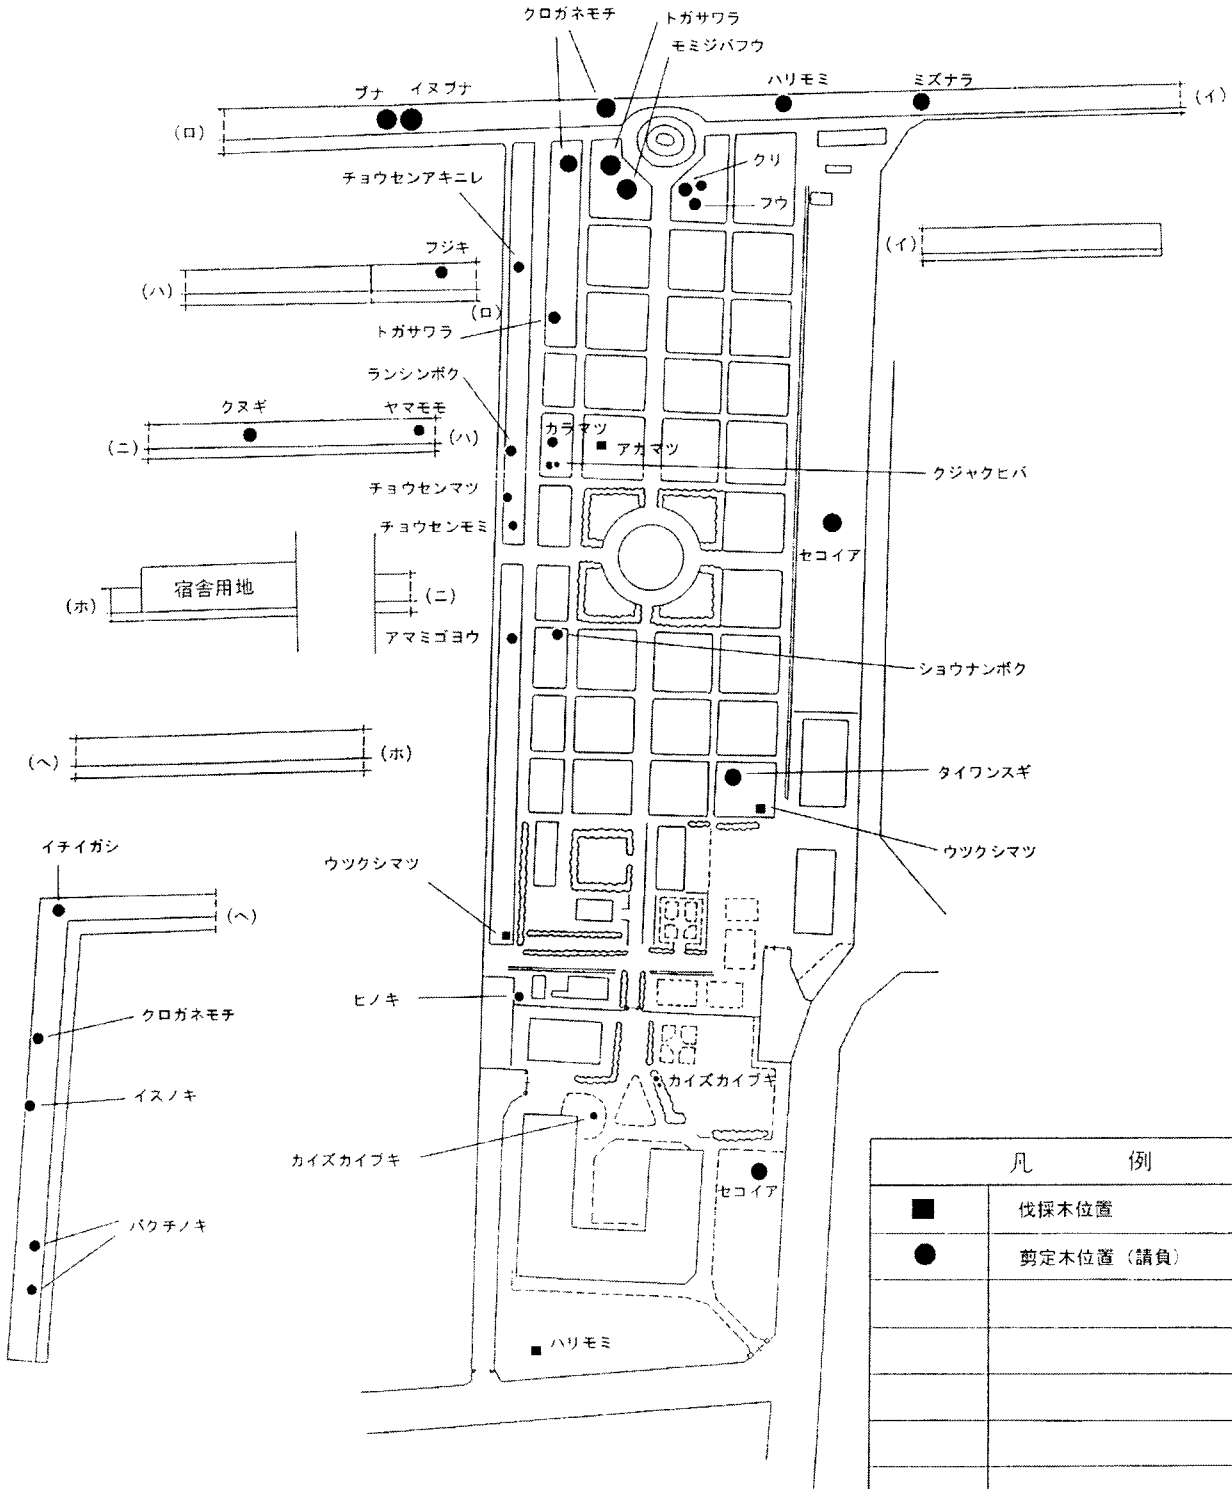 クロガネモチ
トガサワラ
モミジバフウ
ブナ
イヌブナ
ハリモミ
ミズナラ
(イ)
(ロ)
クリ
チョウセンアキニレ
フウ
(イ)
フジキ
(ハ)
(ロ)
トガサワラ
ランシンボク
クヌギ
ヤマモモ
(ニ)
(ハ)
カラマツ
アカマツ
クジャクヒバ
チョウセンマツ
チョウセンモミ
セコイア
宿舎用地
(ホ)
(ニ)
アマミゴヨウ
ショウナンボク
(ヘ)
(ホ)
タイワンスギ
イチイガシ
ウツクシマツ
ウツクシマツ
(ヘ)
ヒノキ
クロガネモチ
カイズカイブキ
イスノキ
カイズカイブキ
セコイア
バクチノキ
ハリモミ
凡例
伐採木位置
剪定木位置(請負)